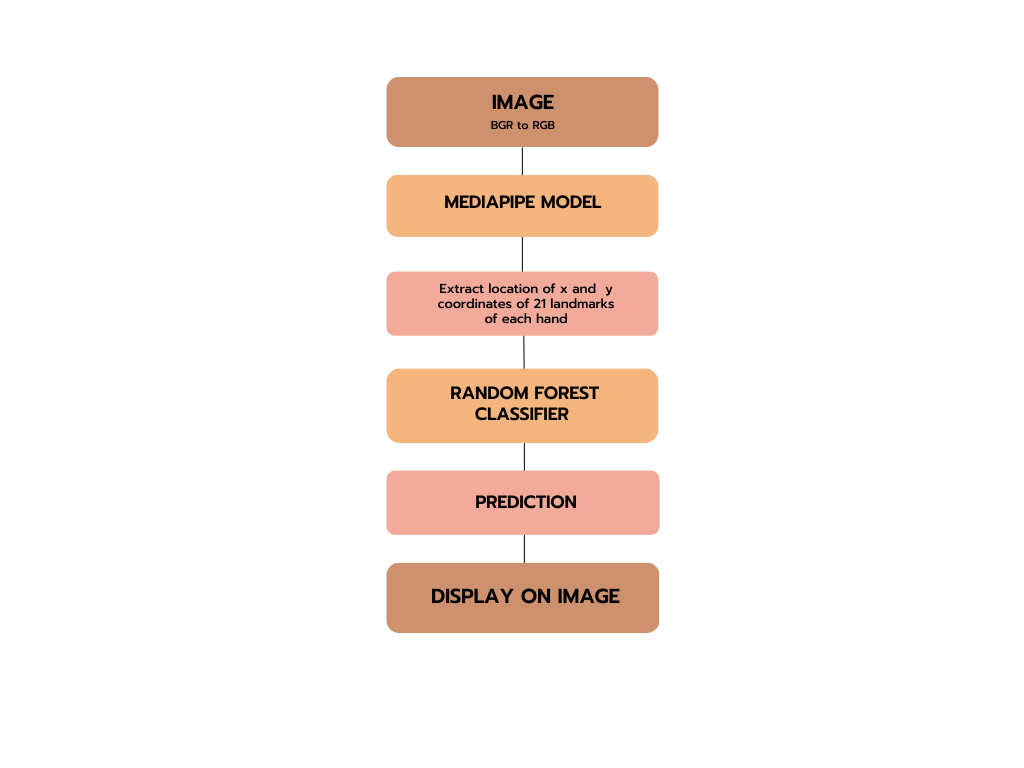 IMAGE
BGR to RGB
MEDIAPIPE MODEL
Extract location of x and  y
coordinates of 21 landmarks
of each hand
RANDOM FOREST
CLASSIFIER
PREDICTION
DISPLAY ON IMAGE